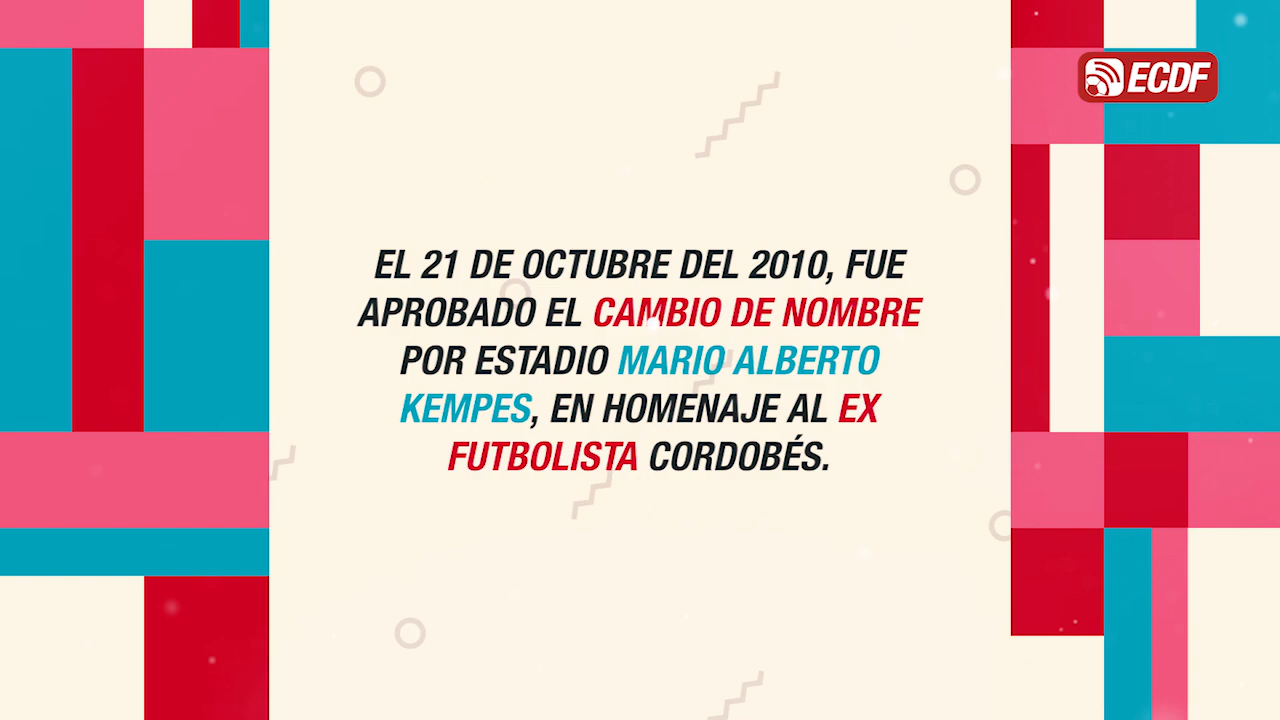 ECDF
EL 21 DE OCTUBRE DEL 2010, FUE
APROBADO EL CAMBIO DE NOMBRE
POR ESTADIO MARIO ALBERTO
KEMPES, EN HOMENAJE AL EX
FUTBOLISTA CORDOBÉS.